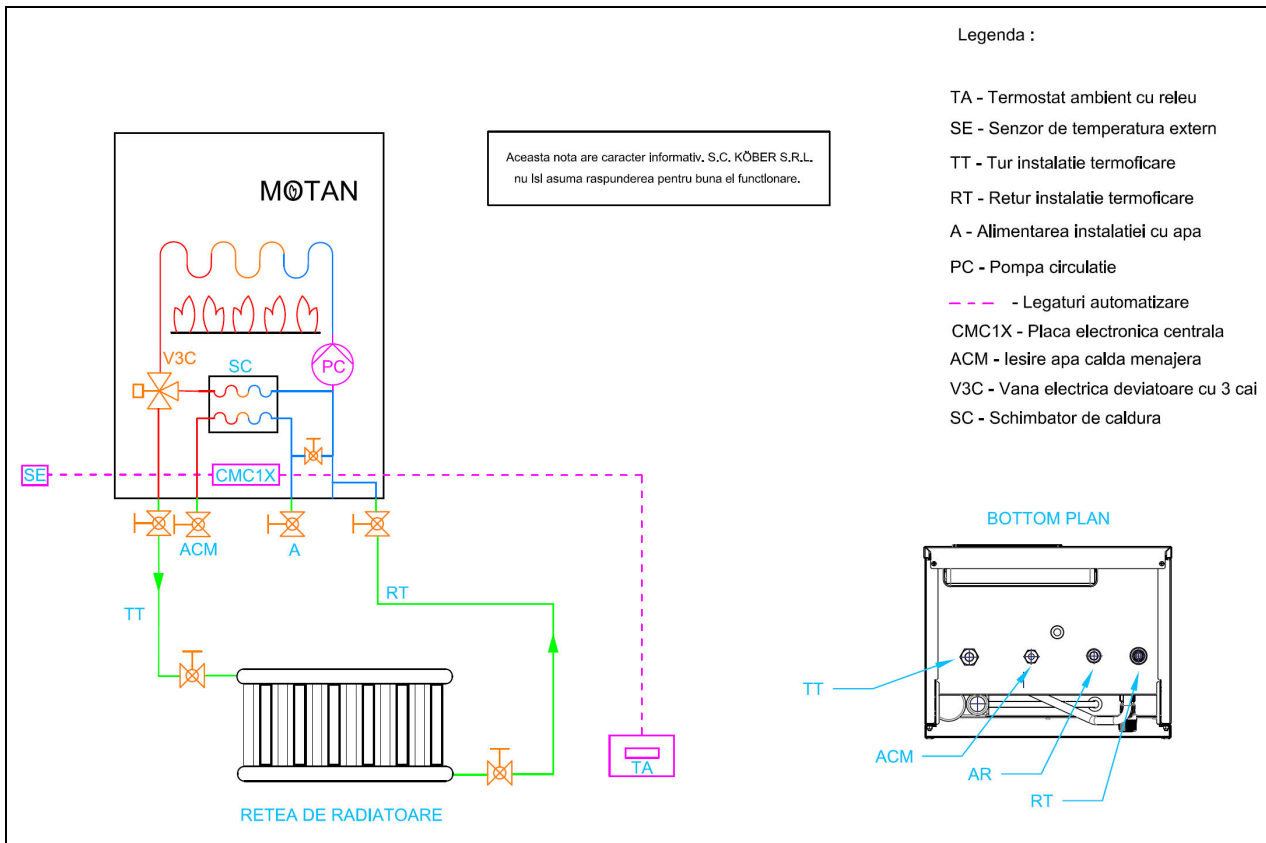 Legenda :
TA - Termostat ambient cu releu
SE - Senzor de temperatura extern
TT - Tur instalatie termoficare
RT - Retur instalatie termoficare
A - Alimentarea instalatiei cu apa
PC - Pompa circulatie
- Legaturi automatizare
CMC1X - Placa electronica centrala
ACM - Iesire apa calda menajera
V3C - Vana electrica deviatoare cu 3 cai
SC - Schimbator de caldura
Aceasta nota are caracter informativ. S.C. KÖBER S.R.L.
nu Isl asuma raspunderea pentru buna el functlonare.
MOTAN
V3C
SC
PC
SE
CMC1X
ACM
A
TT
RT
TA
RETEA DE RADIATOARE
BOTTOM PLAN
TT
ACM
AR
RT